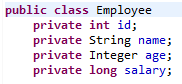 public class Employee
private int id;
private String name;
private Integer age;
private long salary;